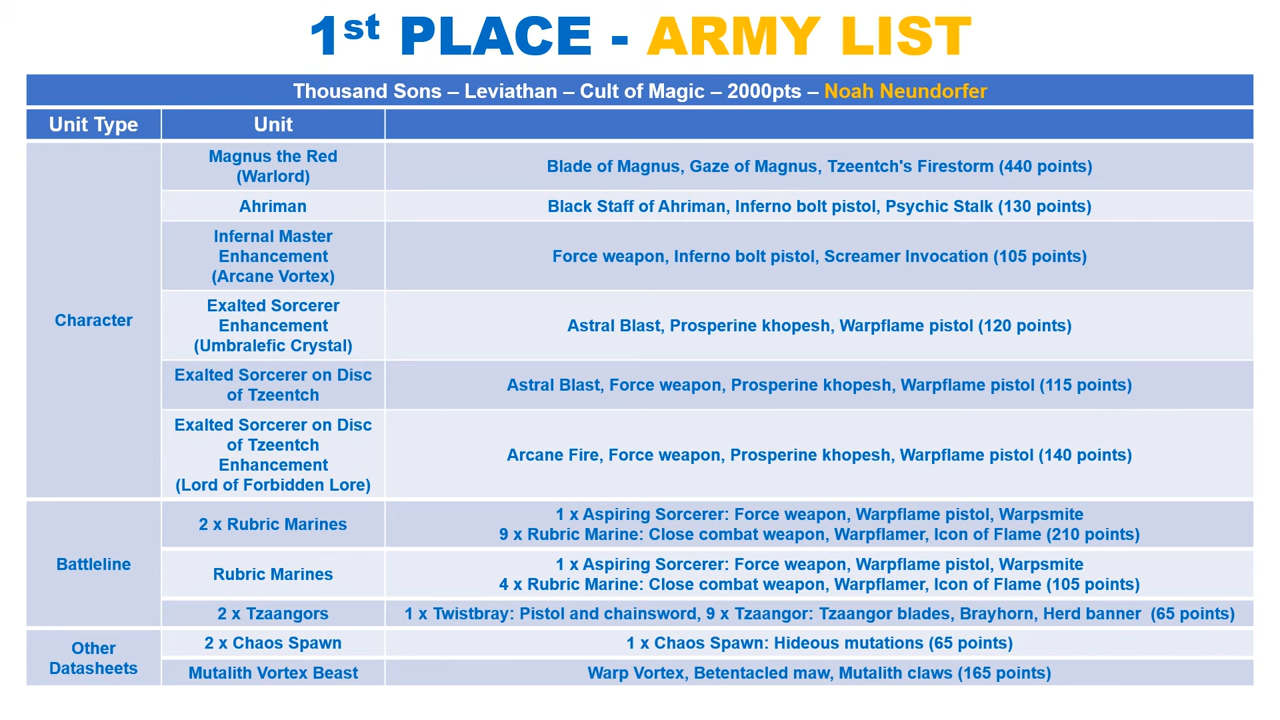 1st PLACE - ARMY LIST
Thousand Sons – Leviathan – Cult of Magic – 2000pts – Noah Neundorfer
Unit Type
Unit
Character
Magnus the Red
(Warlord)
Blade of Magnus, Gaze of Magnus, Tzeentch's Firestorm (440 points)
Ahriman
Black Staff of Ahriman, Inferno bolt pistol, Psychic Stalk (130 points)
Infernal Master
Enhancement
(Arcane Vortex)
Force weapon, Inferno bolt pistol, Screamer Invocation (105 points)
Exalted Sorcerer
Enhancement
(Umbralefic Crystal)
Astral Blast, Prosperine khopesh, Warpflame pistol (120 points)
Exalted Sorcerer on Disc
of Tzeentch
Astral Blast, Force weapon, Prosperine khopesh, Warpflame pistol (115 points)
Exalted Sorcerer on Disc
of Tzeentch
Enhancement
(Lord of Forbidden Lore)
Arcane Fire, Force weapon, Prosperine khopesh, Warpflame pistol (140 points)
Battleline
2 x Rubric Marines
1 x Aspiring Sorcerer: Force weapon, Warpflame pistol, Warpsmite
9 x Rubric Marine: Close combat weapon, Warpflamer, Icon of Flame (210 points)
Rubric Marines
1 x Aspiring Sorcerer: Force weapon, Warpflame pistol, Warpsmite
4 x Rubric Marine: Close combat weapon, Warpflamer, Icon of Flame (105 points)
2 x Tzaangors
1 x Twistbray: Pistol and chainsword, 9 x Tzaangor: Tzaangor blades, Brayhorn, Herd banner (65 points)
Other
Datasheets
2 x Chaos Spawn
1 x Chaos Spawn: Hideous mutations (65 points)
Mutalith Vortex Beast
Warp Vortex, Betentacled maw, Mutalith claws (165 points)